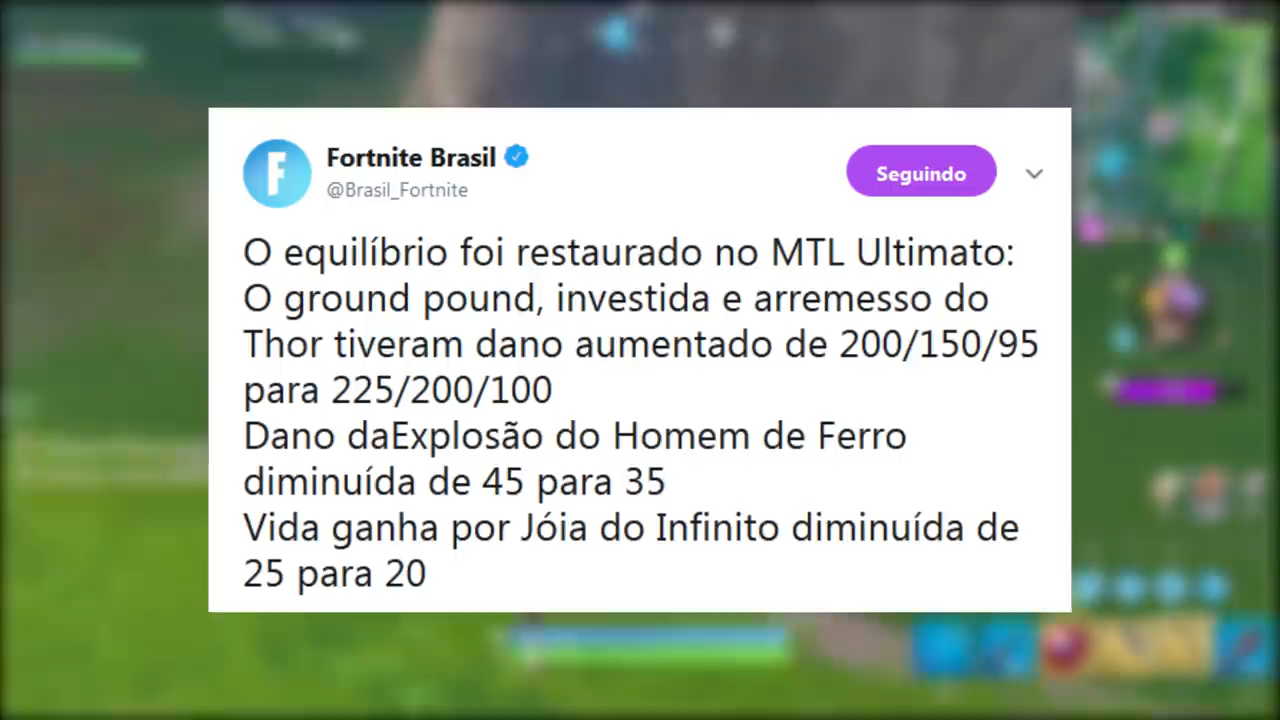 Fortnite Brasil
@Brasil_Fortnite
Seguindo
O equilíbrio foi restaurado no MTL Ultimato:
O ground pound, investida e arremesso do
Thor tiveram dano aumentado de 200/150/95
para 225/200/100
Dano daExplosão do Homem de Ferro
diminuída de 45 para 35
Vida ganha por Jóia do Infinito diminuída de
25 para 20